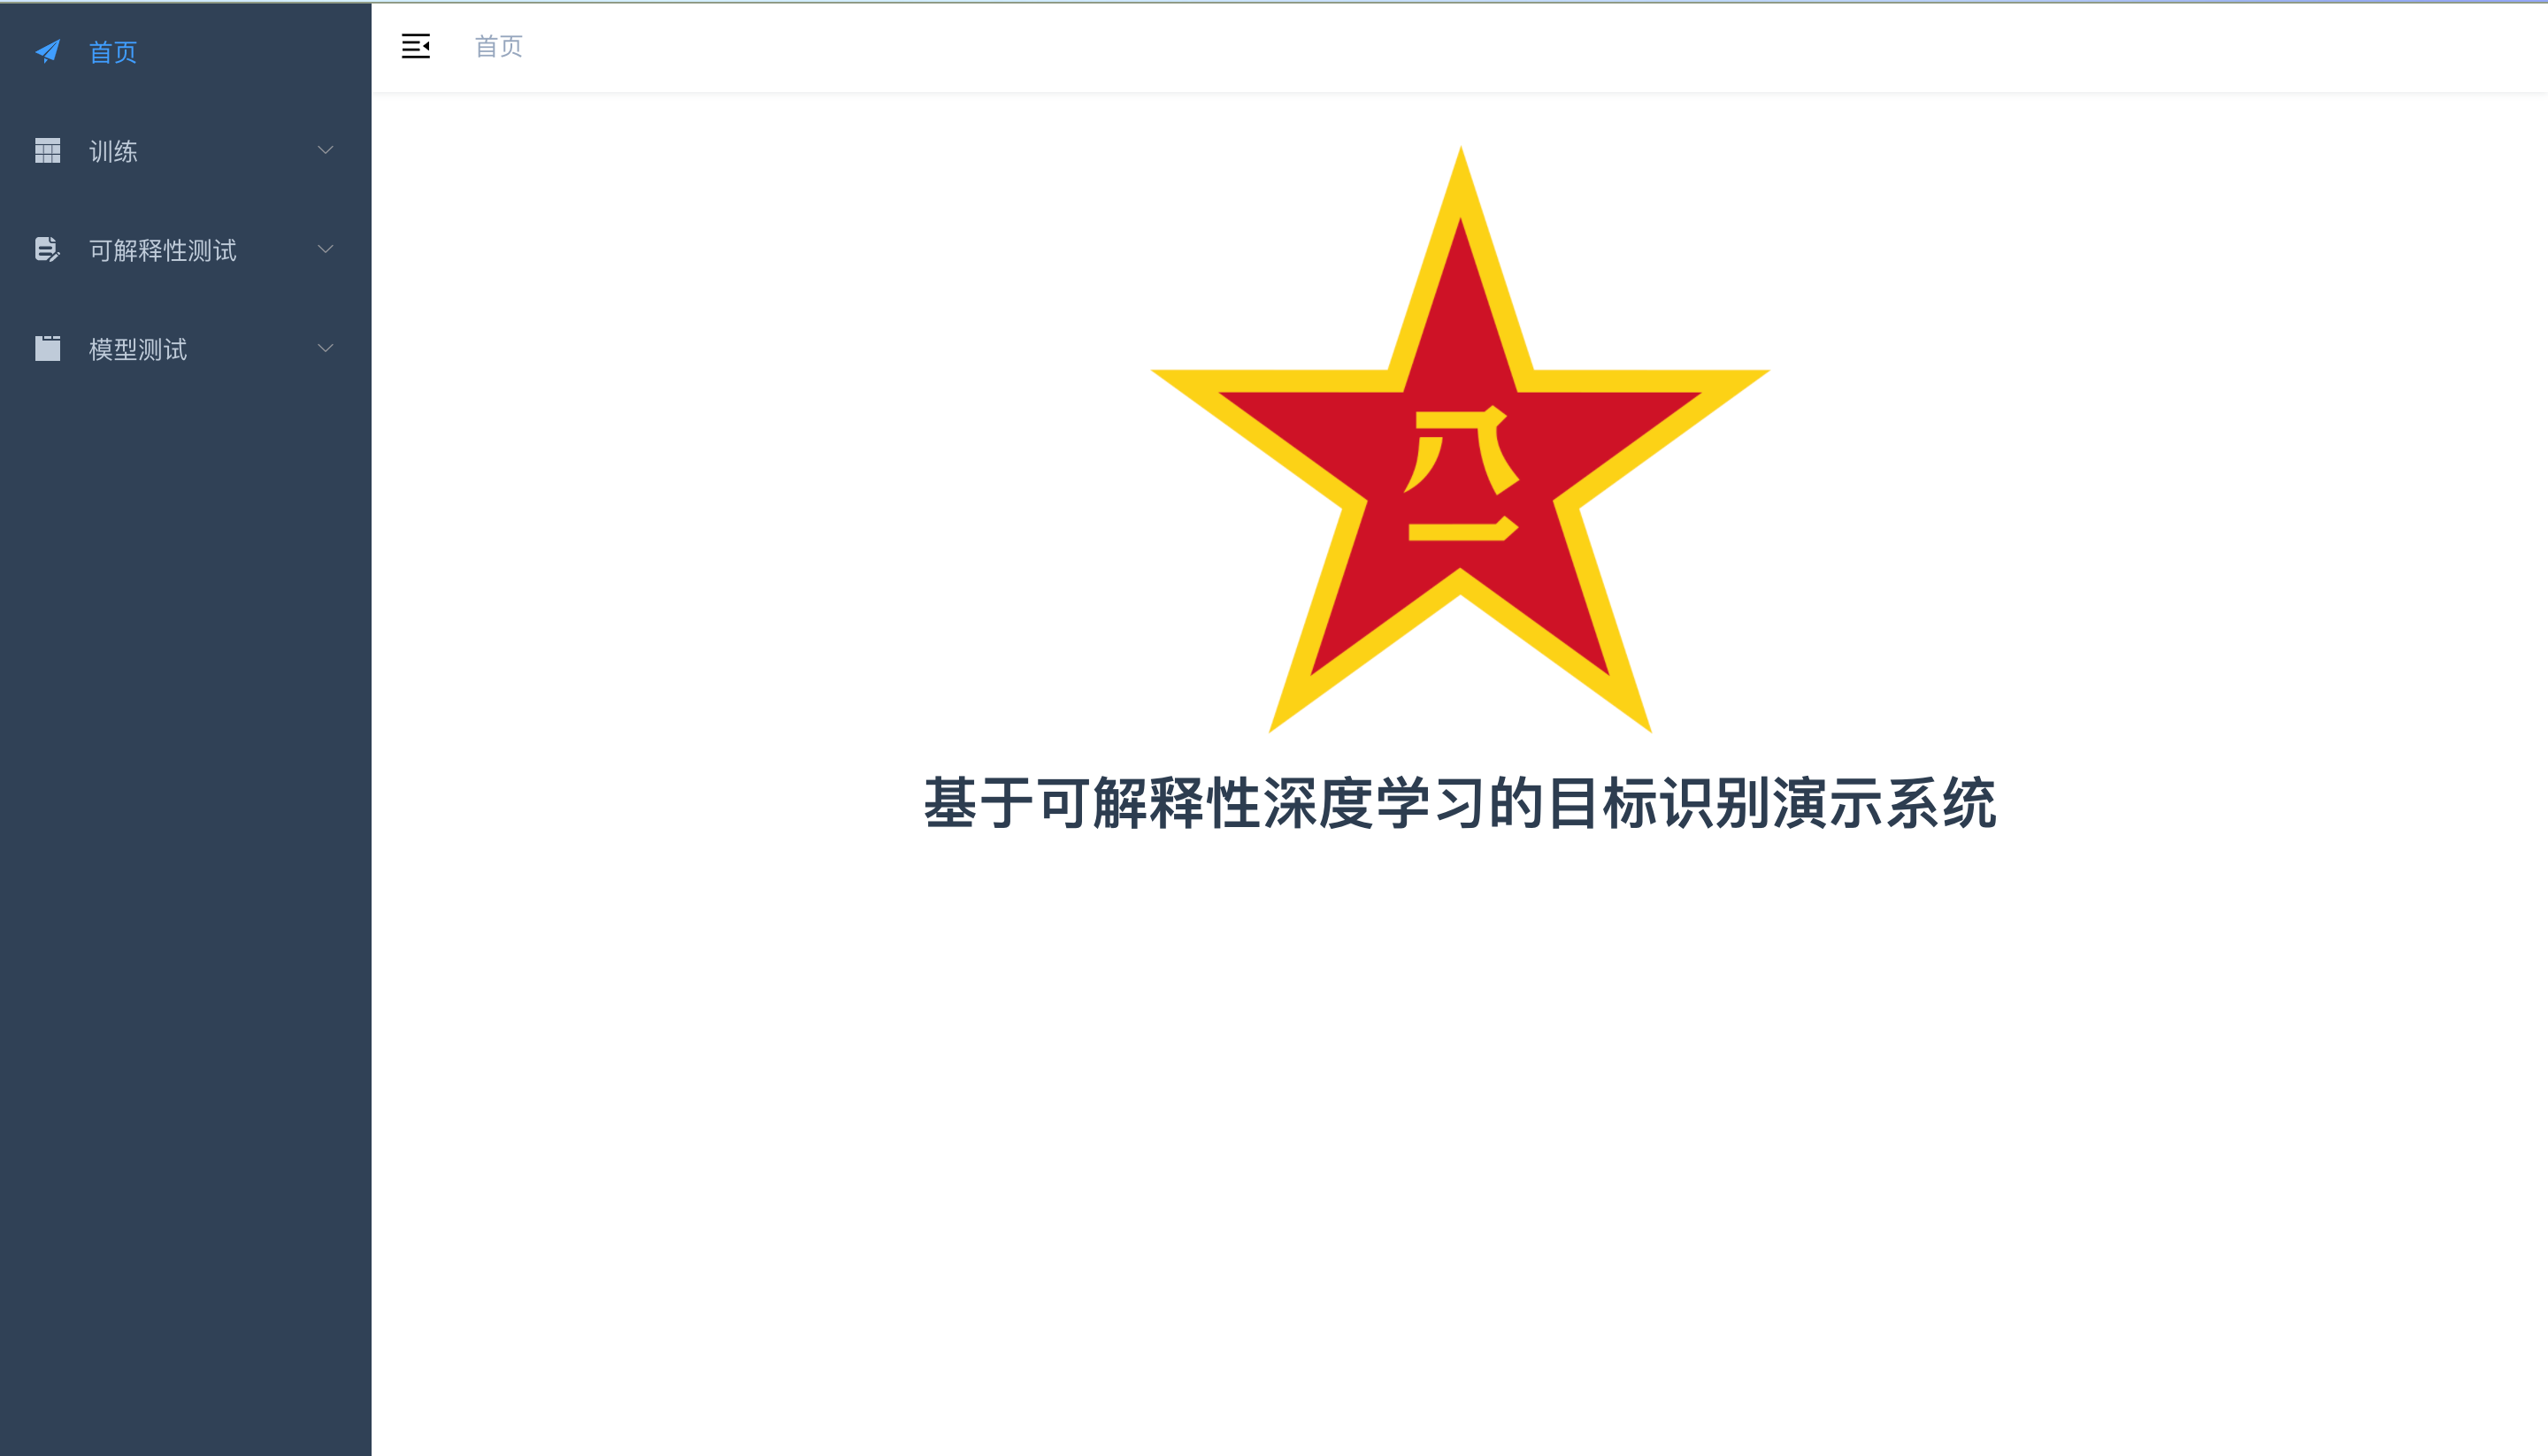 首页
训练
可解释性测试
模型测试
首页
八一
基于可解释性深度学习的目标识别演示系统